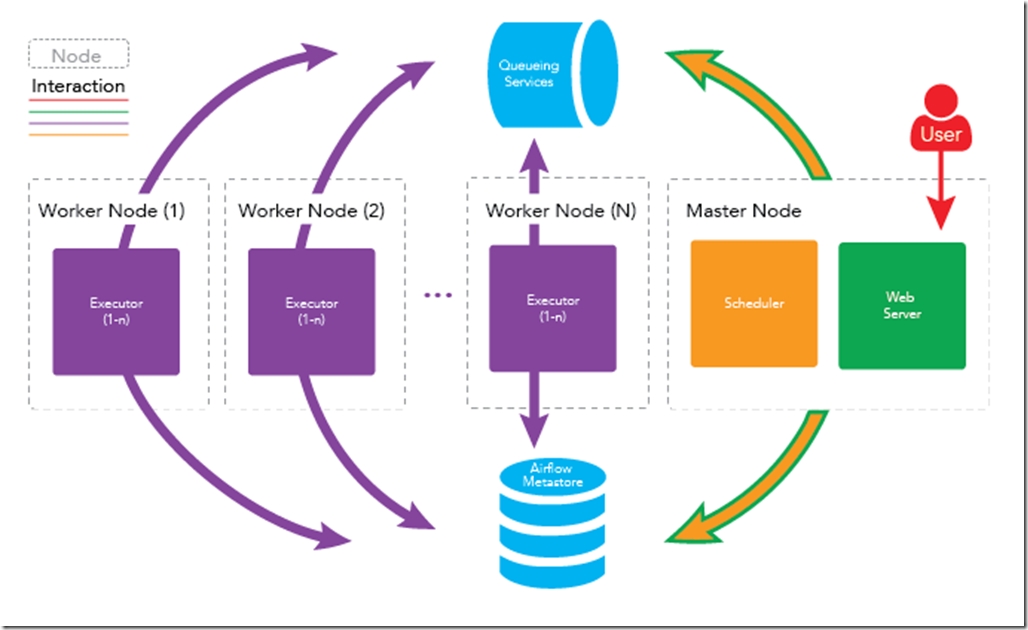 Node
Interaction
Queueing
Services
User
Worker Node (1)
Worker Node (2)
Worker Node (N)
Master Node
Executor
(1-n)
Executor
(1-n)
...
Executor
(1-n)
Scheduler
Web
Server
Airflow
Metastore